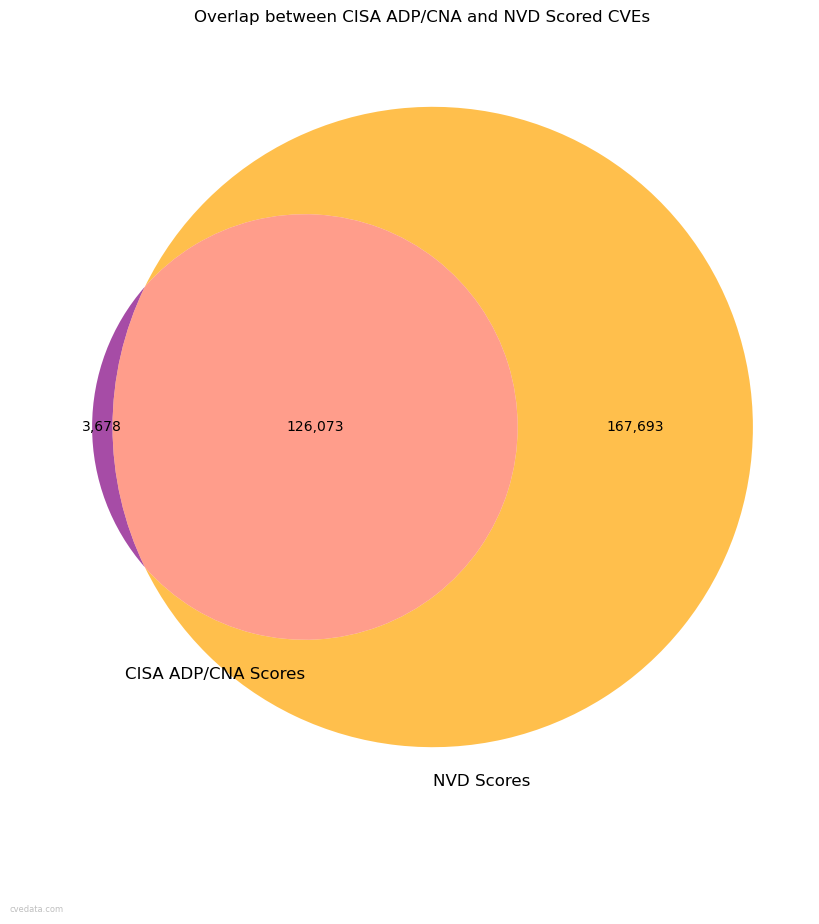 Overlap between CISA ADP/CNA and NVD Scored CVEs
3,678
126,073
167,693
CISA ADP/CNA Scores
NVD Scores
cvedata.com